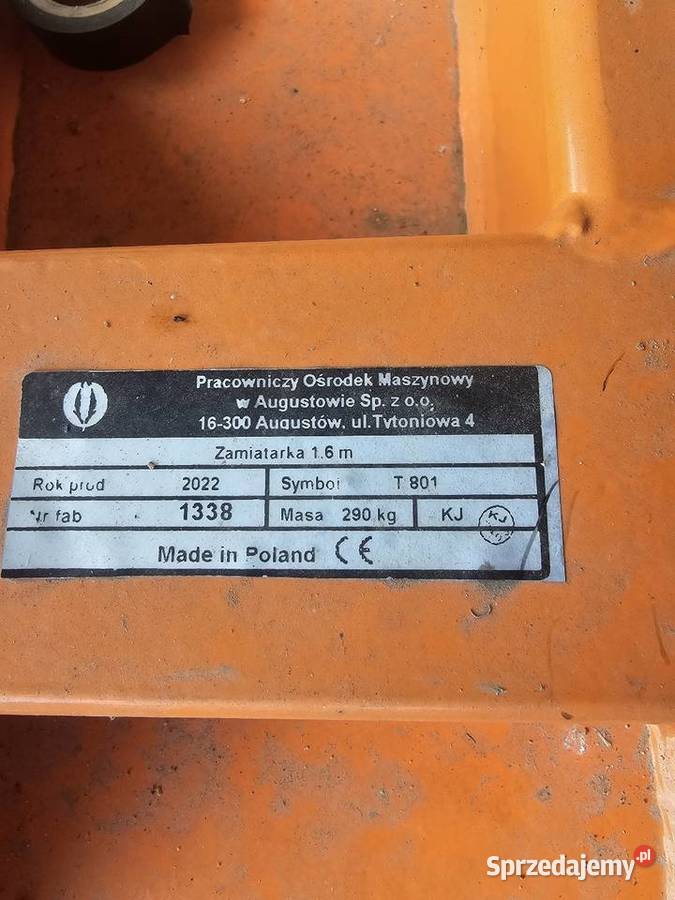 Pracowniczy Ośrodek Maszynowy
w Augustowie Sp. z o.o.
16-300 Augustów, ul.Tytoniowa 4
Zamiatarka 1.6 m
Rok prod 2022 Symbol T 801
Nr fab 1338 Masa 290 kg KJ KJ
Made in Poland CE
Sprzedajemy.pl